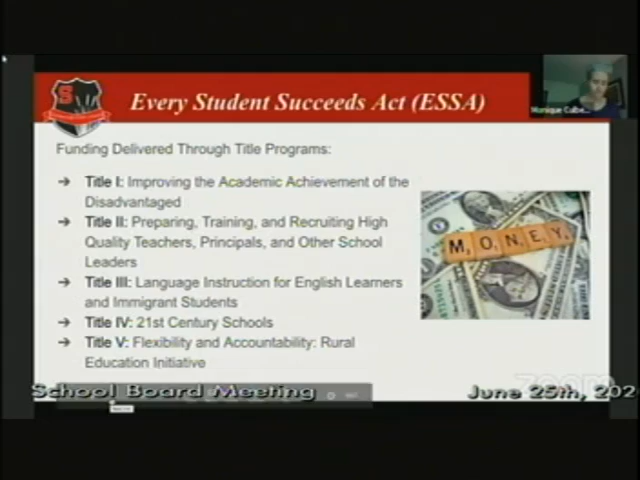 Every Student Succeeds Act (ESSA)
Monique Culbe...
Funding Delivered Through Title Programs:
→ Title I: Improving the Academic Achievement of the
Disadvantaged
→ Title II: Preparing, Training, and Recruiting High
Quality Teachers, Principals, and Other School
Leaders
→ Title III: Language Instruction for English Learners
and Immigrant Students
→ Title IV: 21st Century Schools
→ Title V: Flexibility and Accountability: Rural
Education Initiative
MONEY
zoom
School Board Meeting
June 25th, 202